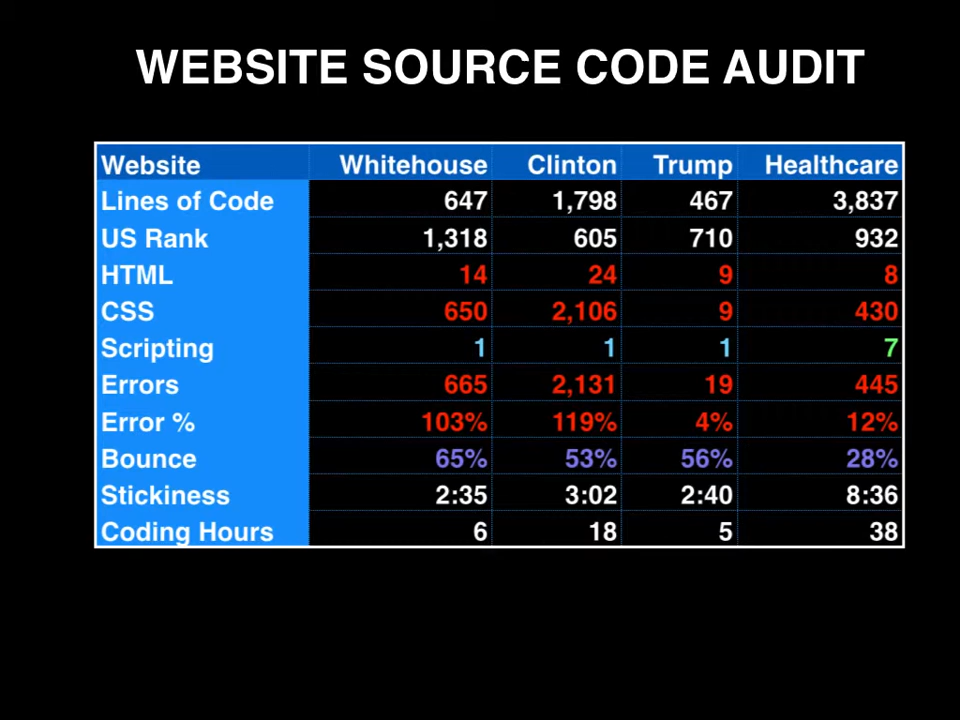 WEBSITE SOURCE CODE AUDIT
Website Whitehouse Clinton Trump Healthcare
Lines of Code 647 1,798 467 3,837
US Rank 1,318 605 710 932
HTML 14 24 9 8
CSS 650 2,106 9 430
Scripting 1 1 1 7
Errors 665 2,131 19 445
Error % 103% 119% 4% 12%
Bounce 65% 53% 56% 28%
Stickiness 2:35 3:02 2:40 8:36
Coding Hours 6 18 5 38